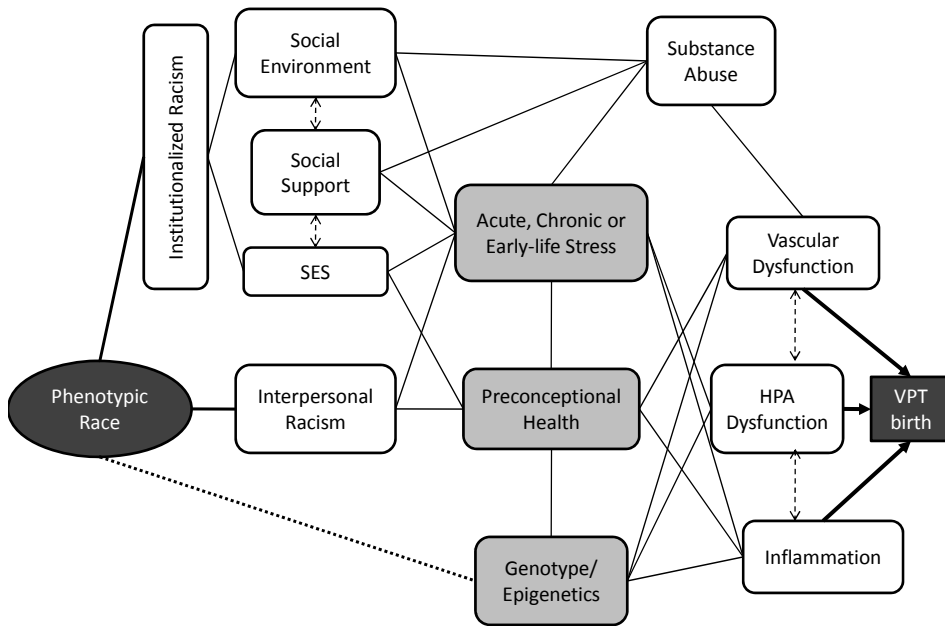 Institutionalized Racism
Social
Environment
Substance
Abuse
Social
Support
Acute, Chronic or
Early-life Stress
SES
Vascular
Dysfunction
Phenotypic
Race
Interpersonal
Racism
Preconceptional
Health
HPA
Dysfunction
VPT
birth
Genotype/
Epigenetics
Inflammation